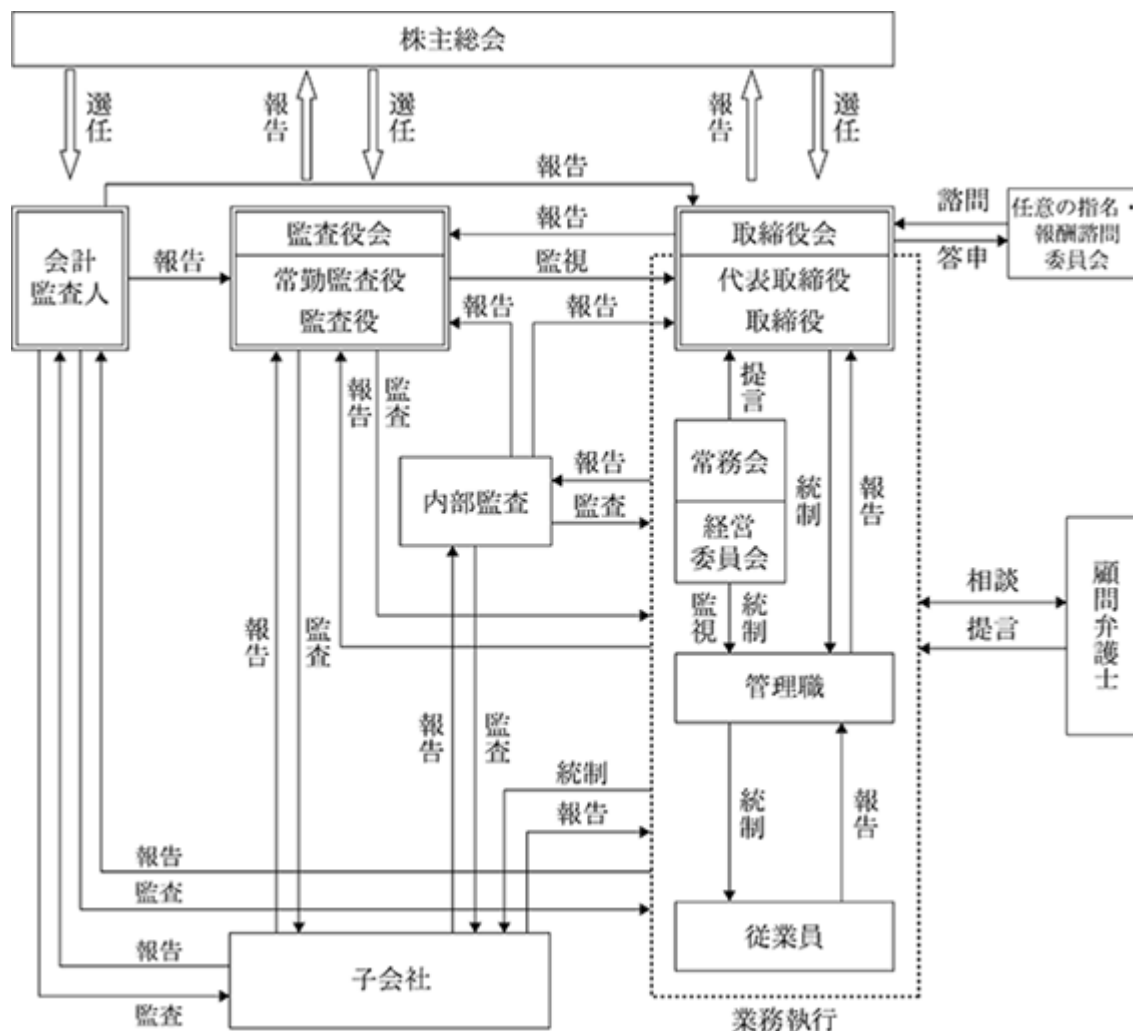 株主総会
選任
報告
選任
報告
選任
報告
会計
監査人
報告
監査役会
常勤監査役
監査役
報告
監視
取締役会
代表取締役
取締役
諮問
答申
任意の指名・
報酬諮問
委員会
報告
報告
報告
監査
提言
内部監査
報告
監査
常務会
経営
委員会
統制
報告
監視
統制
相談
提言
顧問弁護士
管理職
報告
監査
報告
監査
統制
報告
統制
報告
報告
監査
従業員
報告
監査
子会社
業務執行